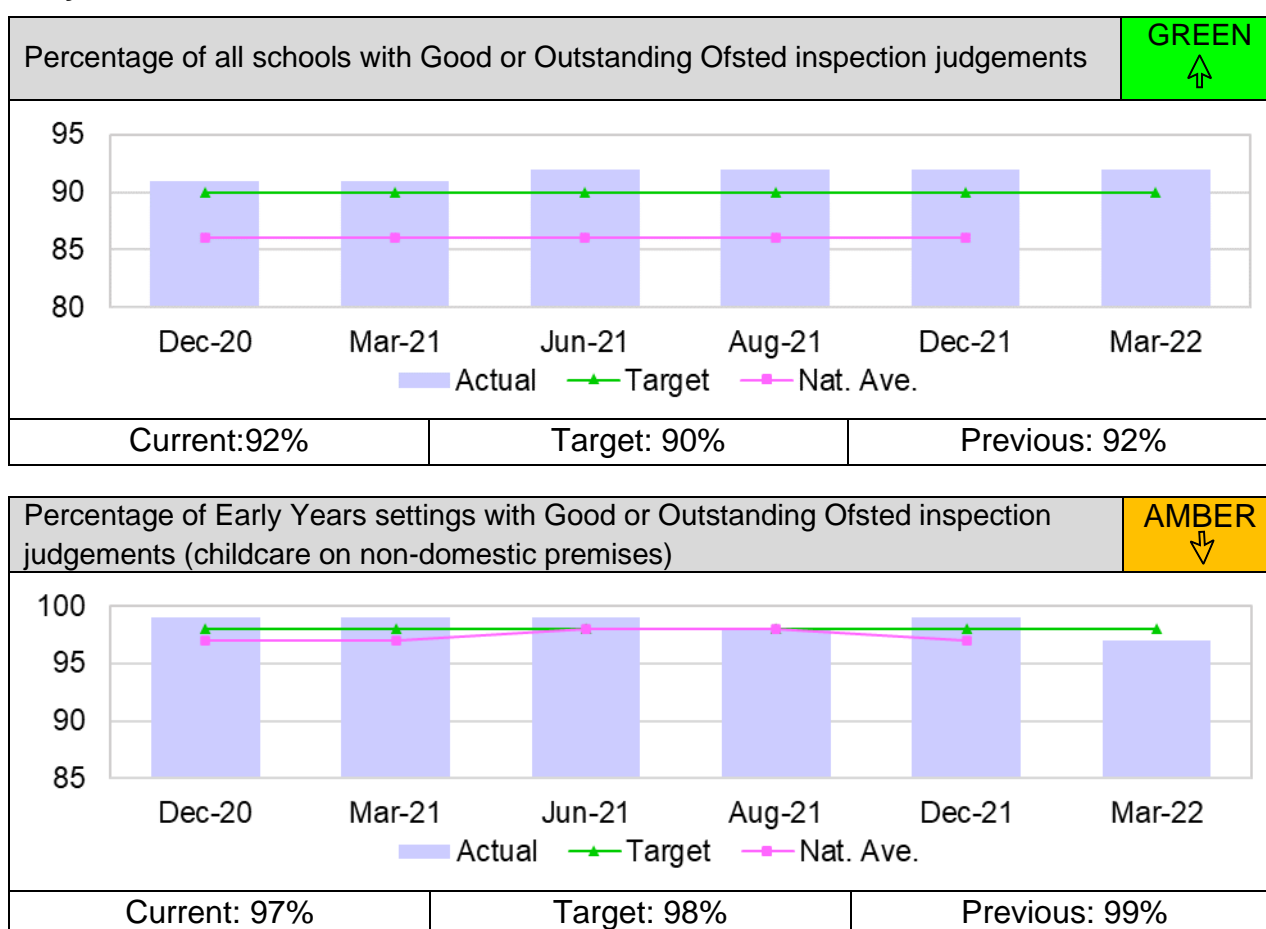 Percentage of all schools with Good or Outstanding Ofsted inspection judgements
GREEN
95
90
85
80
Dec-20 Mar-21 Jun-21 Aug-21 Dec-21 Mar-22
Actual Target Nat. Ave.
Current:92% Target: 90% Previous: 92%
Percentage of Early Years settings with Good or Outstanding Ofsted inspection
judgements (childcare on non-domestic premises)
AMBER
100
95
90
85
Dec-20 Mar-21 Jun-21 Aug-21 Dec-21 Mar-22
Actual Target Nat. Ave.
Current: 97% Target: 98% Previous: 99%